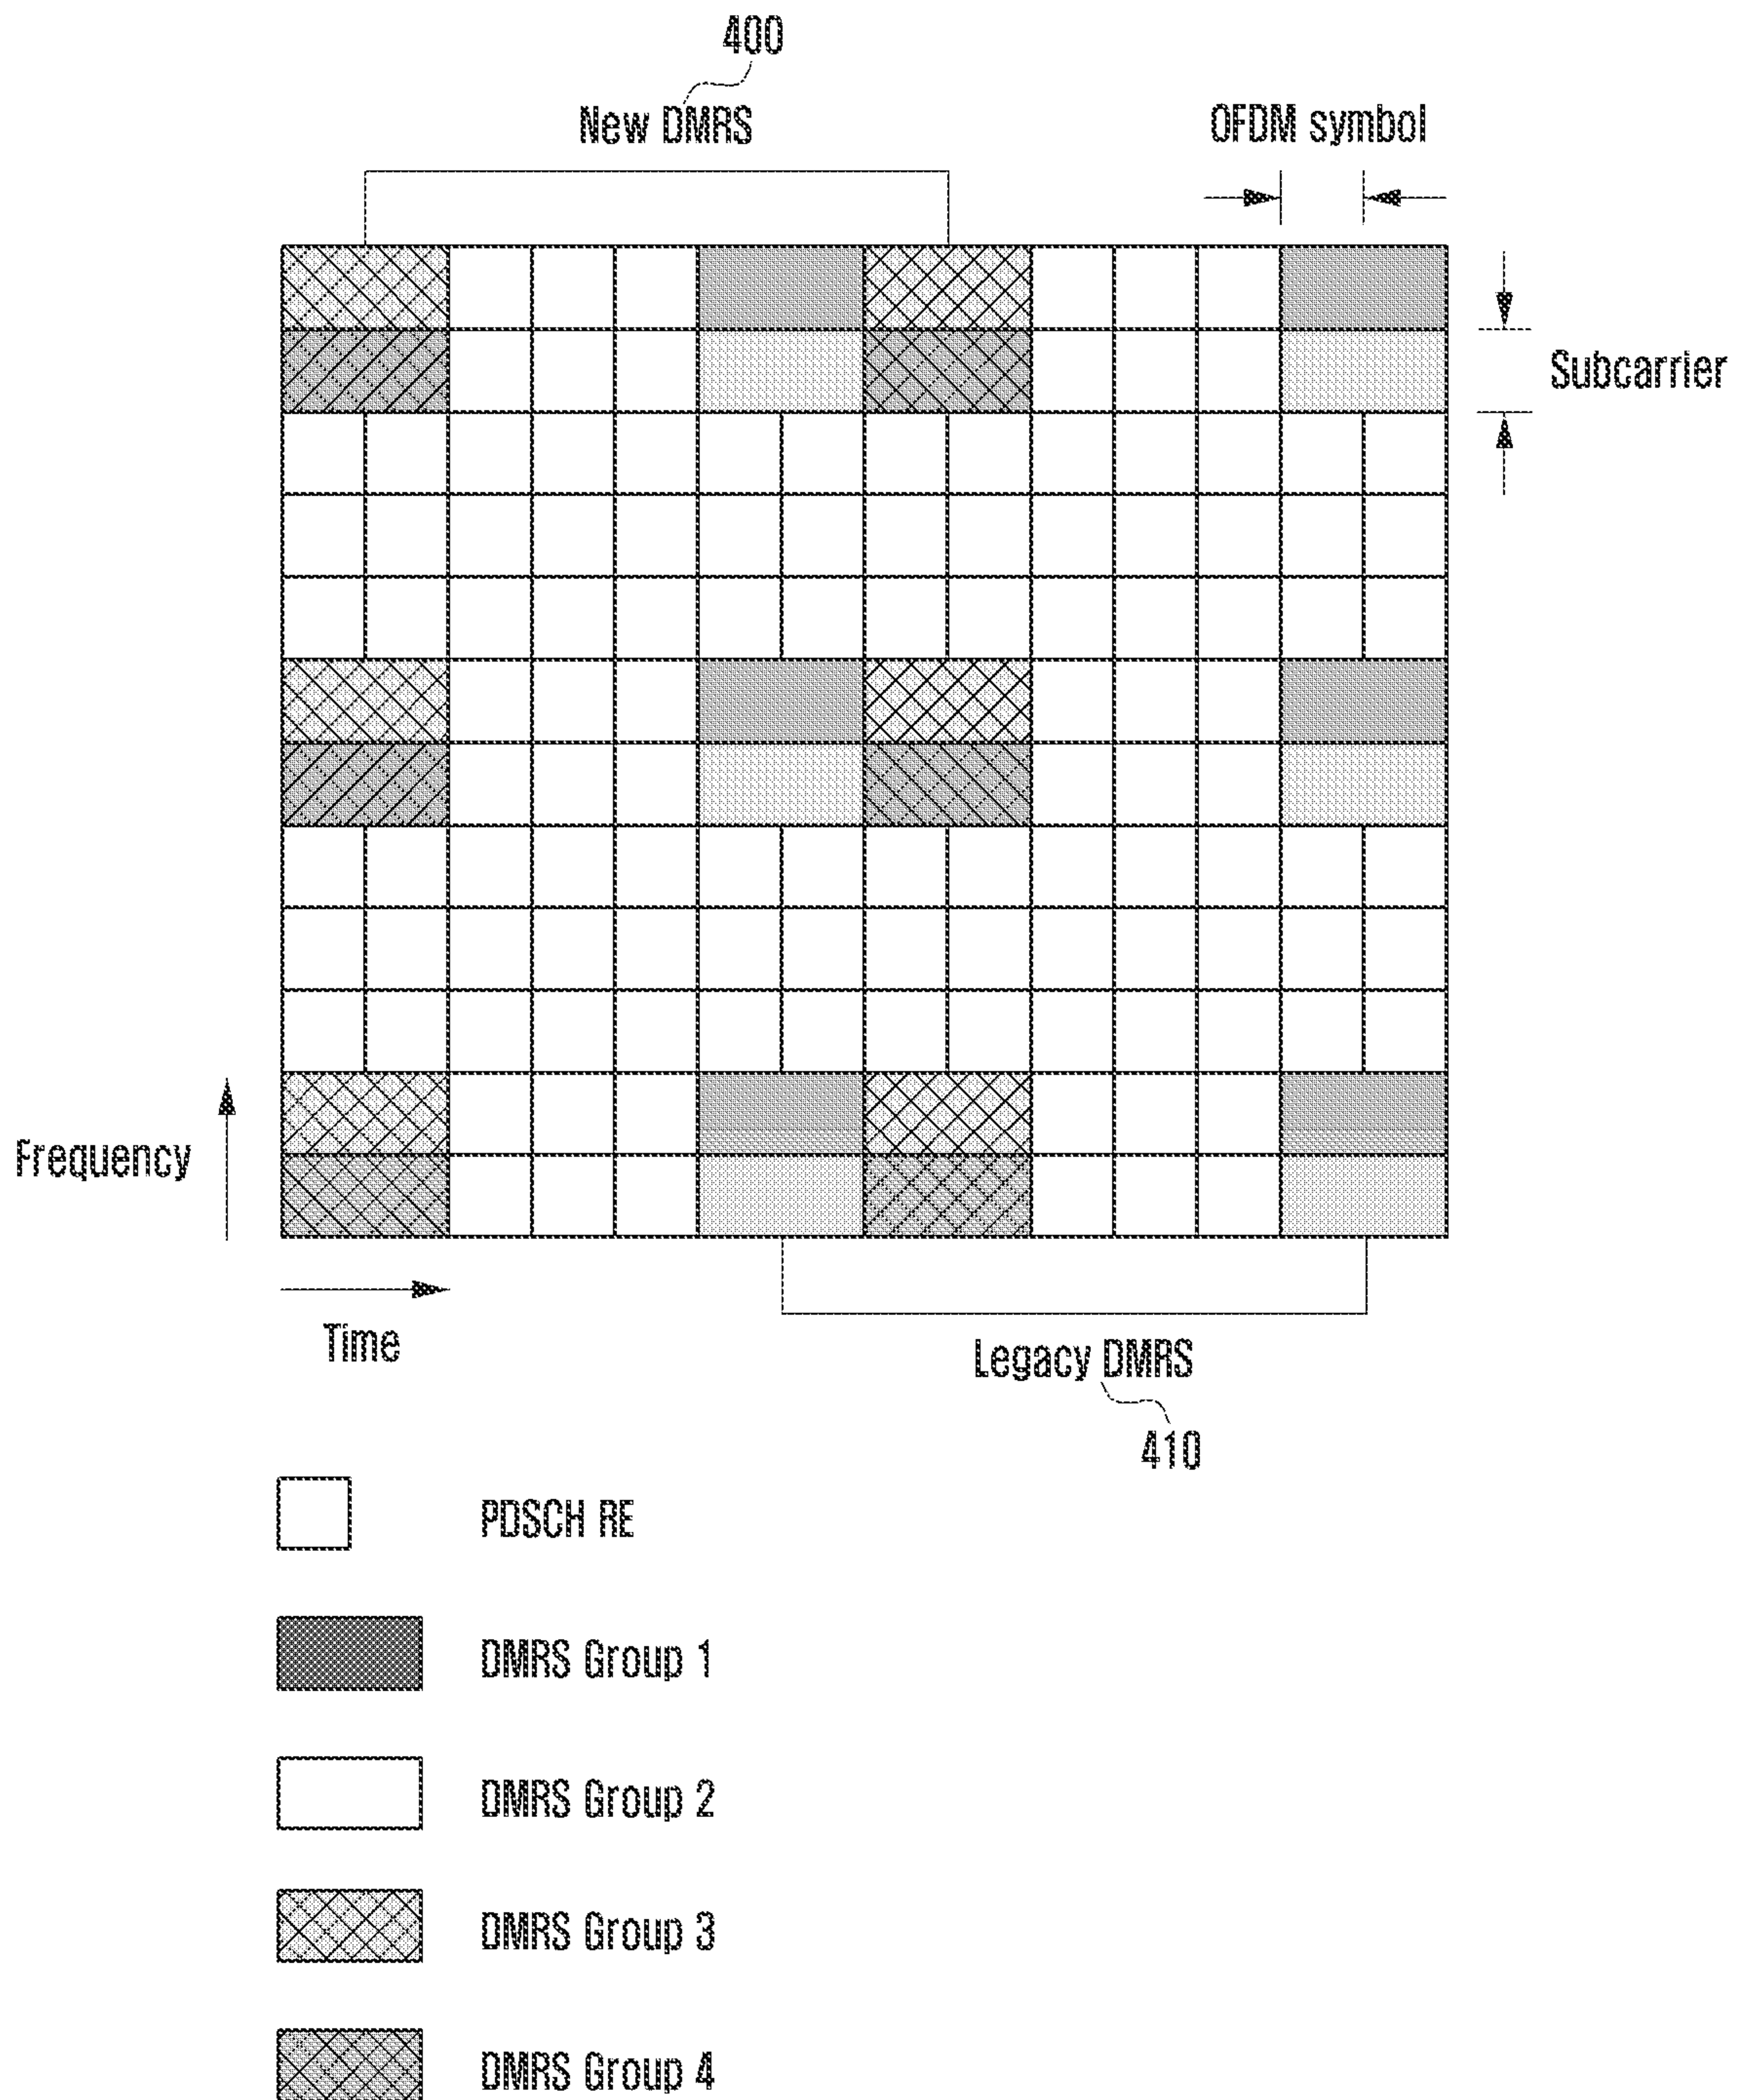 400
New DMRS
OFDM symbol
Subcarrier
Frequency
Time
Legacy DMRS
410
PDSCH RE
DMRS Group 1
DMRS Group 2
DMRS Group 3
DMRS Group 4